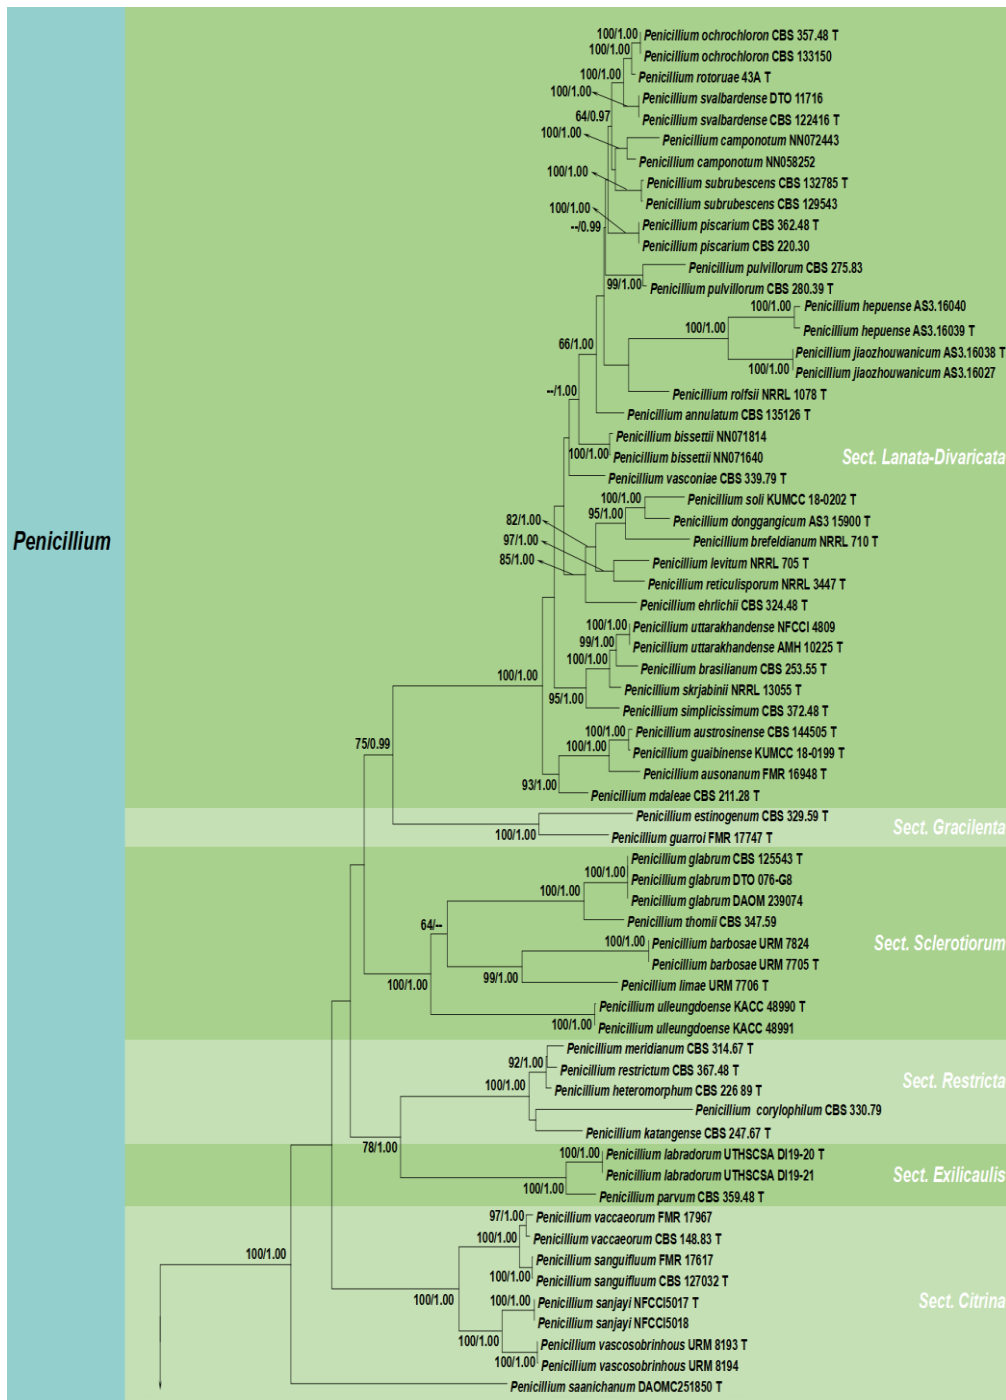 100/1.00
Penicillium ochrochloron CBS 357.48 T
100/1.00
Penicillium ochrochloron CBS 133150
100/1.00
Penicillium rotoruae 43A T
100/1.00
Penicillium svalbardense DTO 11716
64/0.97
Penicillium svalbardense CBS 122416 T
100/1.00
Penicillium camponotum NN072443
Penicillium camponotum NN058252
100/1.00
Penicillium subrubescens CBS 132785 T
Penicillium subrubescens CBS 129543
100/1.00
--/0.99
Penicillium piscarium CBS 362.48 T
Penicillium piscarium CBS 220.30
Penicillium pulvillorum CBS 275.83
99/1.00
Penicillium pulvillorum CBS 280.39 T
100/1.00
Penicillium hepuense AS3.16040
100/1.00
Penicillium hepuense AS3.16039 T
66/1.00
Penicillium jiaozhouwanicum AS3.16038 T
100/1.00
Penicillium jiaozhouwanicum AS3.16027
--/1.00
Penicillium rolfsii NRRL 1078 T
Penicillium annulatum CBS 135126 T
Penicillium bissettii NN071814
100/1.00
Penicillium bissettii NN071640
Sect. Lanata-Divaricata
Penicillium vasconiae CBS 339.79 T
100/1.00
Penicillium soli KUMCC 18-0202 T
95/1.00
82/1.00
Penicillium donggangicum AS3 15900 T
97/1.00
Penicillium brefeldianum NRRL 710 T
Penicillium
85/1.00
Penicillium levitum NRRL 705 T
Penicillium reticulisporum NRRL 3447 T
Penicillium ehrlichii CBS 324.48 T
100/1.00
Penicillium uttarakhandense NFCCI 4809
99/1.00
Penicillium uttarakhandense AMH 10225 T
100/1.00
Penicillium brasilianum CBS 253.55 T
100/1.00
Penicillium skrjabinii NRRL 13055 T
95/1.00
Penicillium simplicissimum CBS 372.48 T
100/1.00
Penicillium austrosinense CBS 144505 T
75/0.99
100/1.00
Penicillium guaibinense KUMCC 18-0199 T
Penicillium ausonanum FMR 16948 T
93/1.00
Penicillium mdaleae CBS 211.28 T
Penicillium estinogenum CBS 329.59 T
Sect. Gracilenta
100/1.00
Penicillium guarroi FMR 17747 T
Penicillium glabrum CBS 125543 T
100/1.00
Penicillium glabrum DTO 076-G8
100/1.00
Penicillium glabrum DAOM 239074
64/--
Penicillium thomii CBS 347.59
100/1.00
Penicillium barbosae URM 7824
Sect. Sclerotiorum
Penicillium barbosae URM 7705 T
99/1.00
100/1.00
Penicillium limae URM 7706 T
Penicillium ulleungdoense KACC 48990 T
100/1.00
Penicillium ulleungdoense KACC 48991
Penicillium meridianum CBS 314.67 T
92/1.00
Penicillium restrictum CBS 367.48 T
Sect. Restricta
100/1.00
Penicillium heteromorphum CBS 226 89 T
Penicillium corylophilum CBS 330.79
Penicillium katangense CBS 247.67 T
78/1.00
100/1.00
Penicillium labradorum UTHSCSA DI19-20 T
Penicillium labradorum UTHSCSA DI19-21
Sect. Exilicaulis
100/1.00
Penicillium parvum CBS 359.48 T
97/1.00
Penicillium vaccaeorum FMR 17967
Penicillium vaccaeorum CBS 148.83 T
100/1.00
Penicillium sanguifluum FMR 17617
100/1.00
Penicillium sanguifluum CBS 127032 T
100/1.00
100/1.00
Penicillium sanjayi NFCCI5017 T
Sect. Citrina
Penicillium sanjayi NFCCI5018
100/1.00
Penicillium vascosobrinhous URM 8193 T
100/1.00
Penicillium vascosobrinhous URM 8194
Penicillium saanichanum DAOMC251850 T